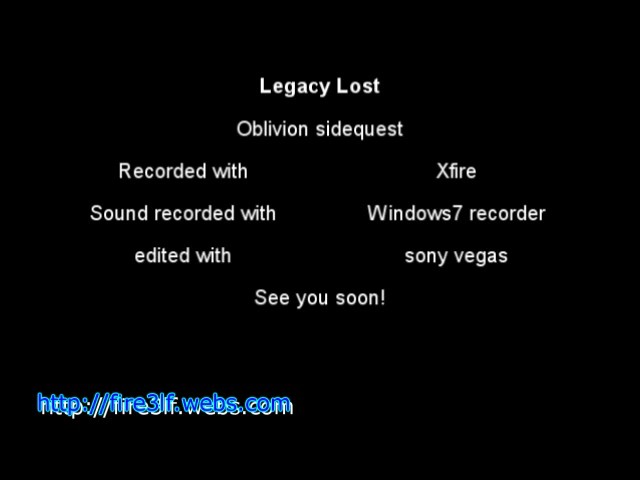 Legacy Lost
Oblivion sidequest
Recorded with Xfire
Sound recorded with Windows7 recorder
edited with sony vegas
See you soon!
http://fire3lf.webs.com